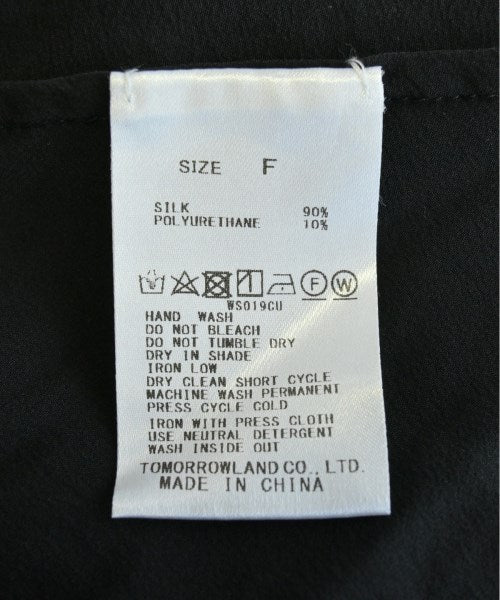 SIZE F
SILK 90%
POLYURETHANE 10%
F W
WS019CU
HAND WASH
DO NOT BLEACH
DO NOT TUMBLE DRY
DRY IN SHADE
IRON LOW
DRY CLEAN SHORT CYCLE
MACHINE WASH PERMANENT
PRESS CYCLE COLD
IRON WITH PRESS CLOTH
USE NEUTRAL DETERGENT
WASH INSIDE OUT
TOMORROWLAND CO., LTD.
MADE IN CHINA